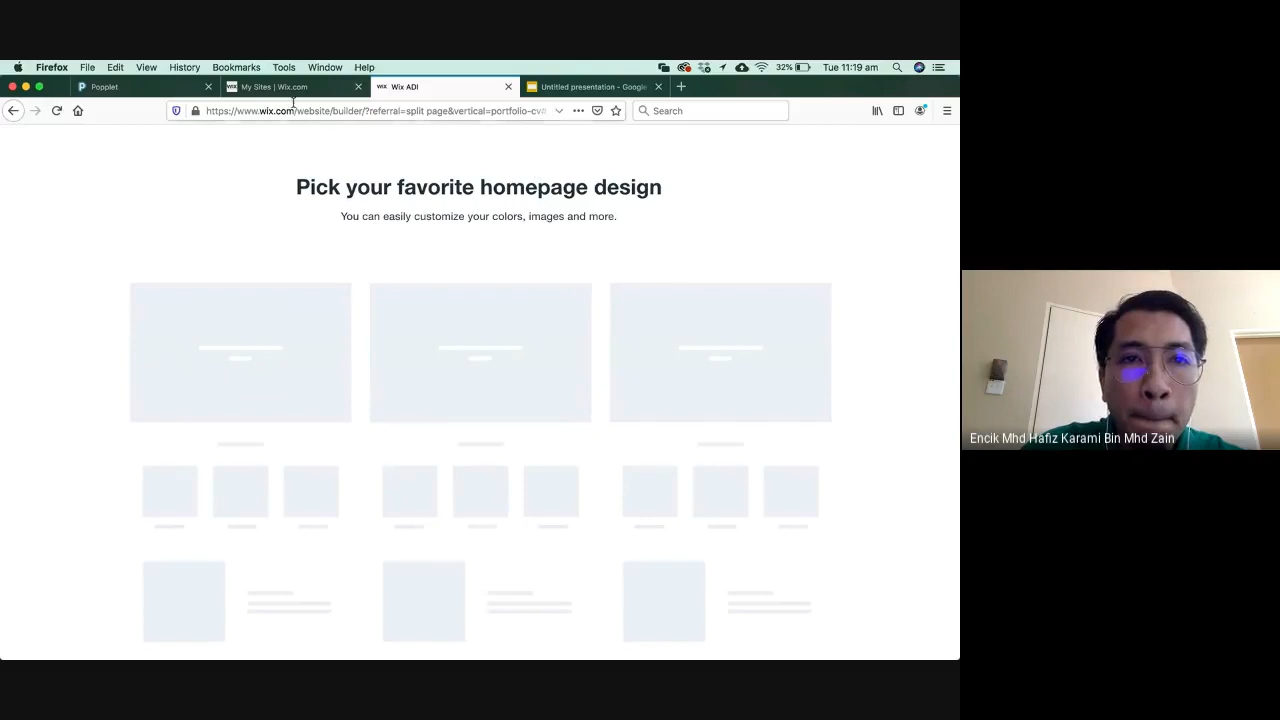 Firefox File Edit View History Bookmarks Tools Window Help 32% Tue 11:19 am
Popplet My Sites | Wix.com Wix ADI Untitled presentation - Google
https://www.wix.com/website/builder/?referral=split page&vertical=portfolio-cv# Search
Pick your favorite homepage design
You can easily customize your colors, images and more.
Encik Mhd Hafiz Karami Bin Mhd Zain